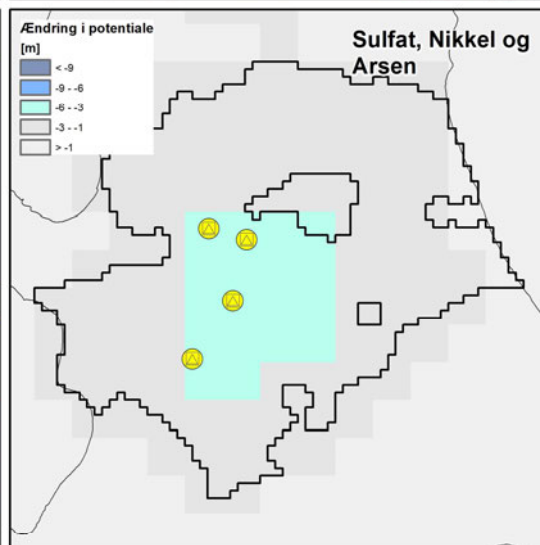 Ændring i potentiale
[m]
< -9
-9 - -6
-6 - -3
-3 - -1
> -1
Sulfat, Nikkel og
Arsen